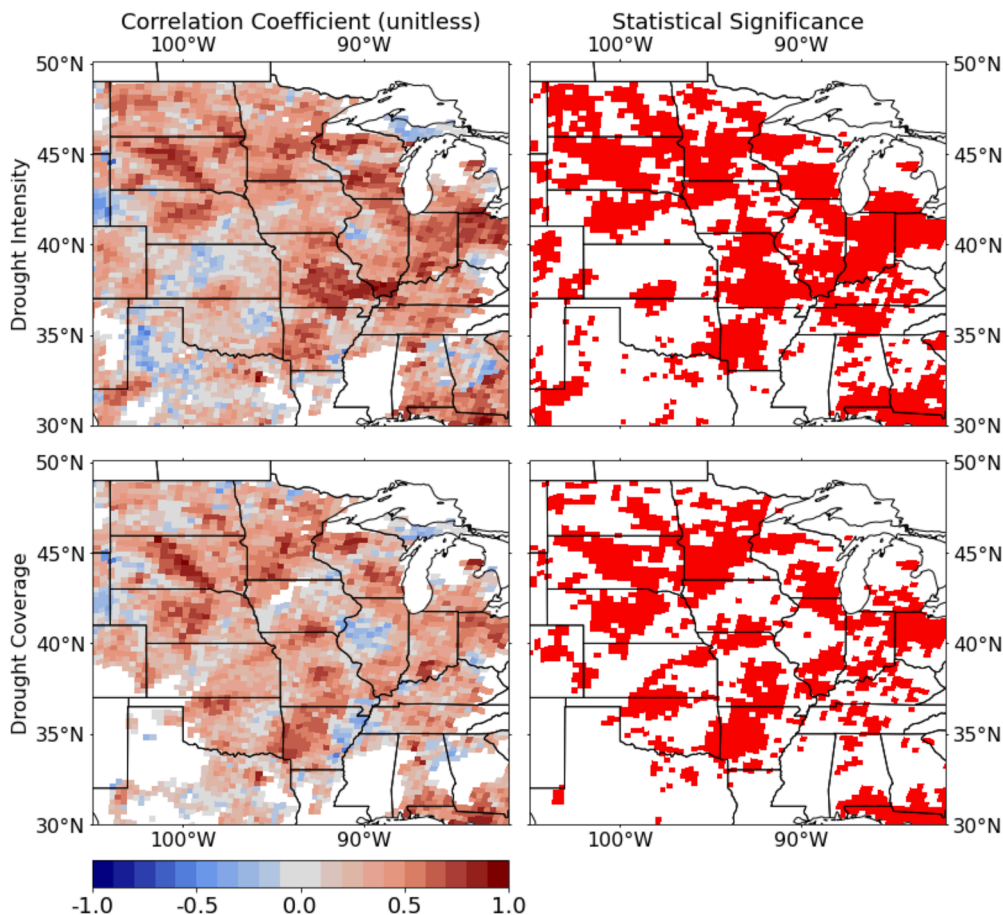 Correlation Coefficient (unitless)
Statistical Significance
100°W 90°W
100°W 90°W
50°N
45°N
40°N
35°N
30°N
Drought Intensity
50°N
45°N
40°N
35°N
30°N
50°N
45°N
40°N
35°N
30°N
Drought Coverage
50°N
45°N
40°N
35°N
30°N
100°W 90°W
100°W 90°W
-1.0 -0.5 0.0 0.5 1.0